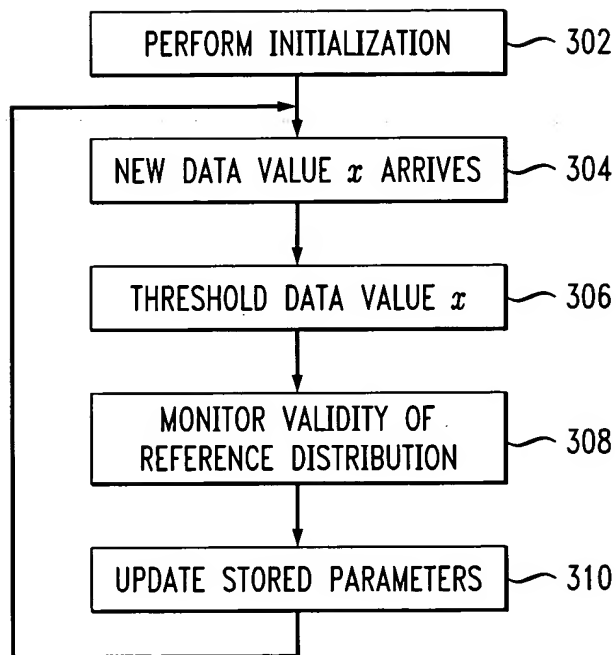 PERFORM INITIALIZATION 302
NEW DATA VALUE x ARRIVES 304
THRESHOLD DATA VALUE x 306
MONITOR VALIDITY OF
REFERENCE DISTRIBUTION 308
UPDATE STORED PARAMETERS 310